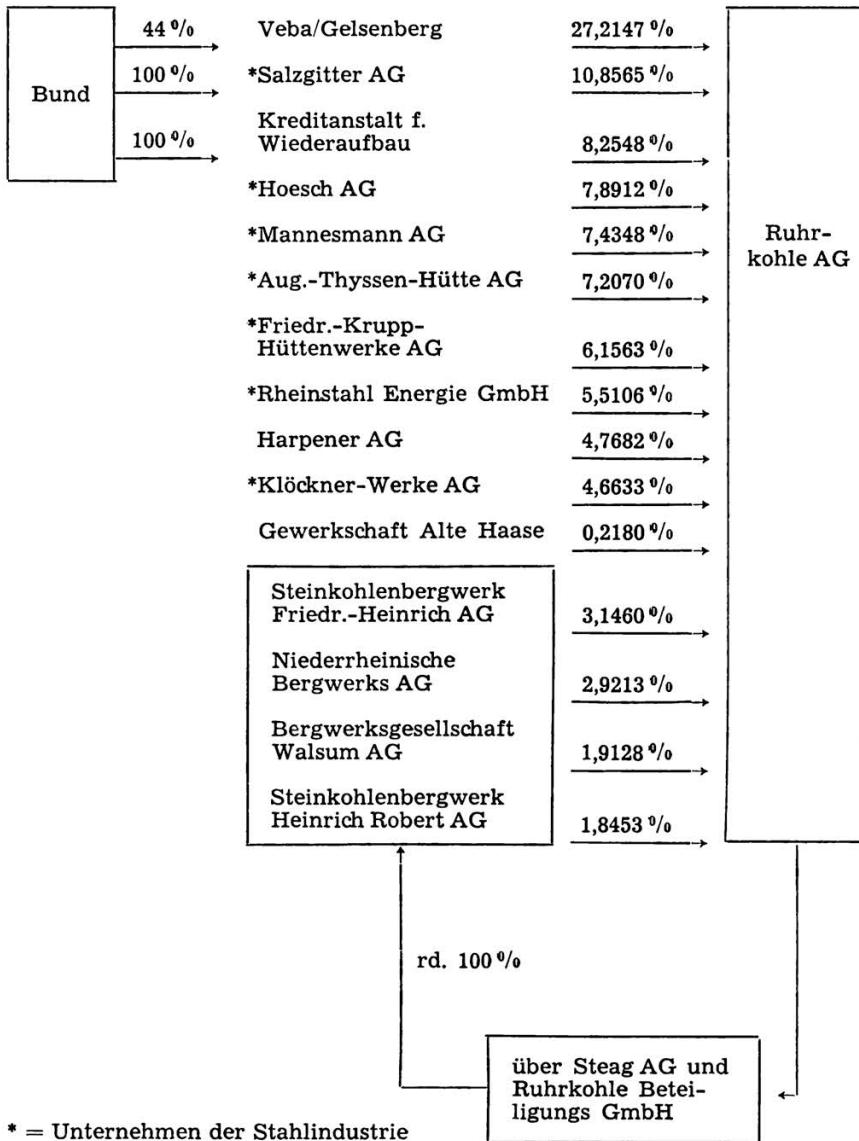 44 % Veba/Gelsenberg 27,2147 %
Bund
100 % *Salzgitter AG 10,8565 %
Kreditanstalt f.
100 % Wiederaufbau 8,2548 %
*Hoesch AG 7,8912 %
*Mannesmann AG 7,4348 %
Ruhr-
kohle AG
*Aug.-Thyssen-Hütte AG 7,2070 %
*Friedr.-Krupp-
Hüttenwerke AG 6,1563 %
*Rheinstahl Energie GmbH 5,5106 %
Harpener AG 4,7682 %
*Klöckner-Werke AG 4,6633 %
Gewerkschaft Alte Haase 0,2180 %
Steinkohlenbergwerk
Friedr.-Heinrich AG 3,1460 %
Niederrheinische
Bergwerks AG 2,9213 %
Bergwerksgesellschaft
Walsum AG 1,9128 %
Steinkohlenbergwerk
Heinrich Robert AG 1,8453 %
rd. 100 %
über Steag AG und
Ruhrkohle Betei-
ligungs GmbH
* = Unternehmen der Stahlindustrie